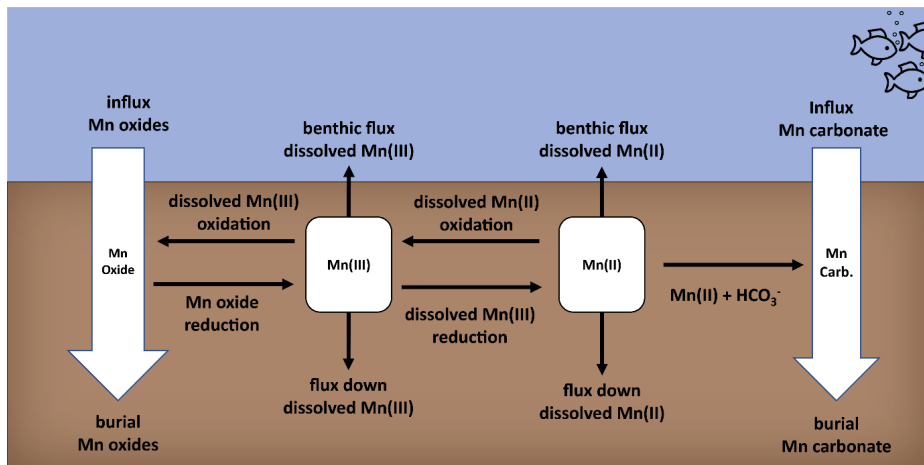 influx
Mn oxides
benthic flux
dissolved Mn(III)
benthic flux
dissolved Mn(II)
Influx
Mn carbonate
dissolved Mn(III)
oxidation
dissolved Mn(II)
oxidation
Mn
Oxide
Mn(III)
Mn(II)
Mn
Carb.
Mn oxide
reduction
dissolved Mn(III)
reduction
Mn(II) + HCO₃⁻
flux down
dissolved Mn(III)
flux down
dissolved Mn(II)
burial
Mn oxides
burial
Mn carbonate